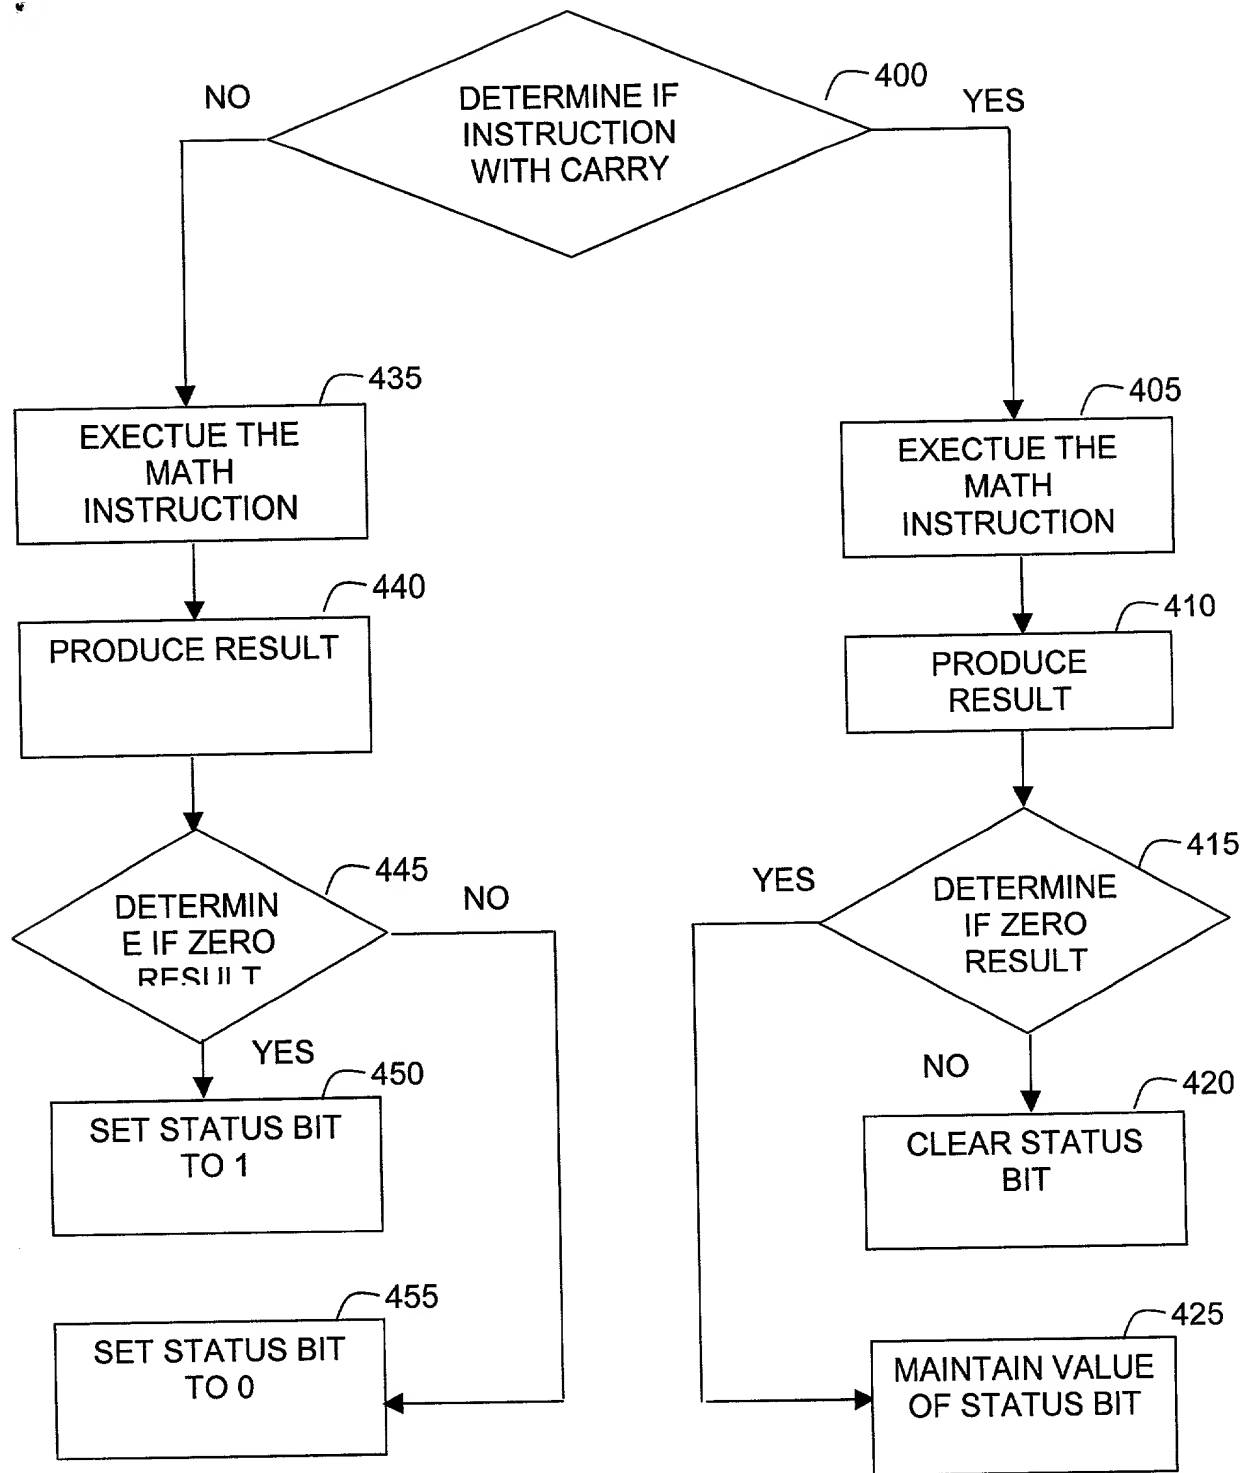 NO
DETERMINE IF
INSTRUCTION
WITH CARRY
400
YES
435
EXECTUE THE
MATH
INSTRUCTION
440
PRODUCE RESULT
445
DETERMIN
E IF ZERO
RESULT
NO
YES
450
SET STATUS BIT
TO 1
455
SET STATUS BIT
TO 0
405
EXECTUE THE
MATH
INSTRUCTION
410
PRODUCE
RESULT
415
YES
DETERMINE
IF ZERO
RESULT
NO
420
CLEAR STATUS
BIT
425
MAINTAIN VALUE
OF STATUS BIT